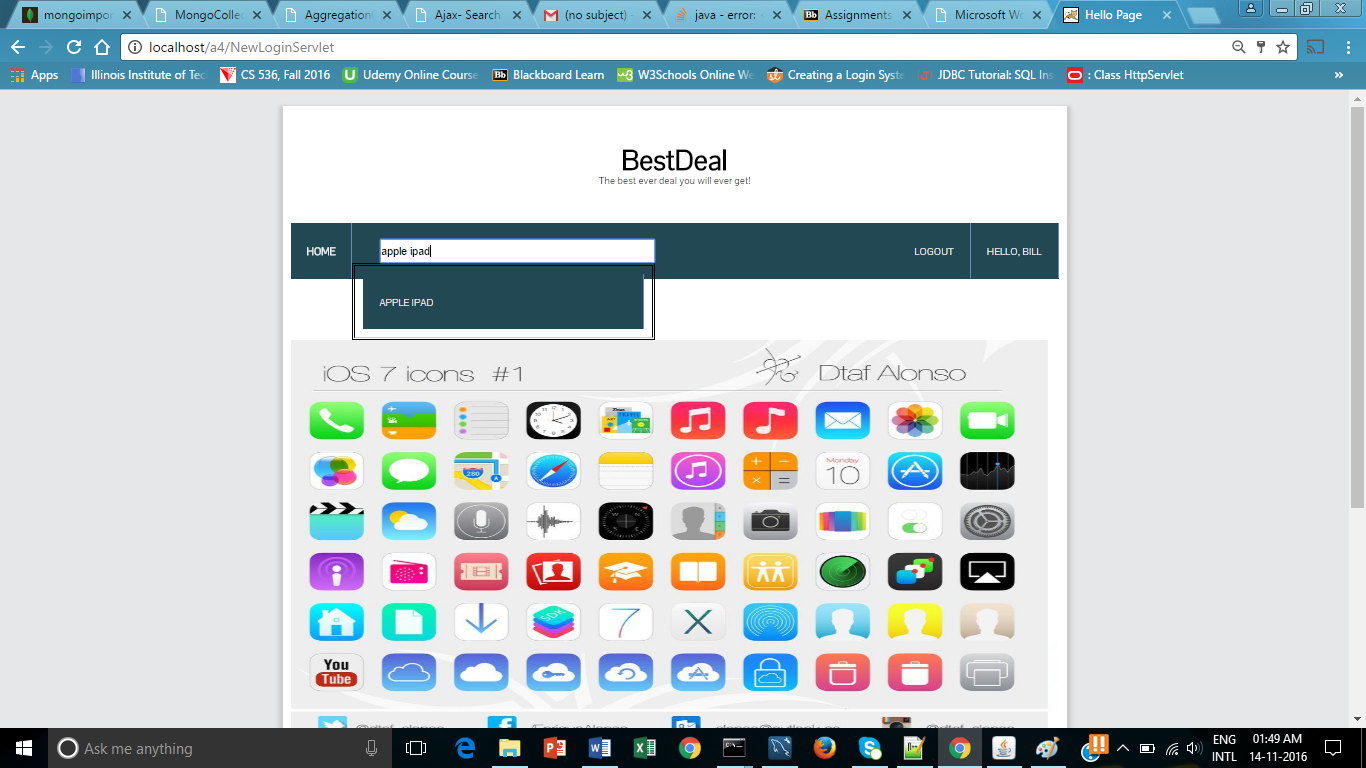 mongoimpor
MongoCollec
Aggregation
Ajax- Search
(no subject) -
java - error:
Assignments
Microsoft Wo
Hello Page
localhost/a4/NewLoginServlet
Apps
Illinois Institute of Tec
CS 536, Fall 2016
Udemy Online Course
Blackboard Learn
W3Schools Online We
Creating a Login Syste
JDBC Tutorial: SQL Ins
: Class HttpServlet
»
BestDeal
The best ever deal you will ever get!
HOME
apple ipad
LOGOUT
HELLO, BILL
APPLE IPAD
iOS 7 icons #1
Dtaf Alonso
280
Monday
10
SDK
7
X
You
Tube
Ask me anything
ENG
INTL
01:49 AM
14-11-2016